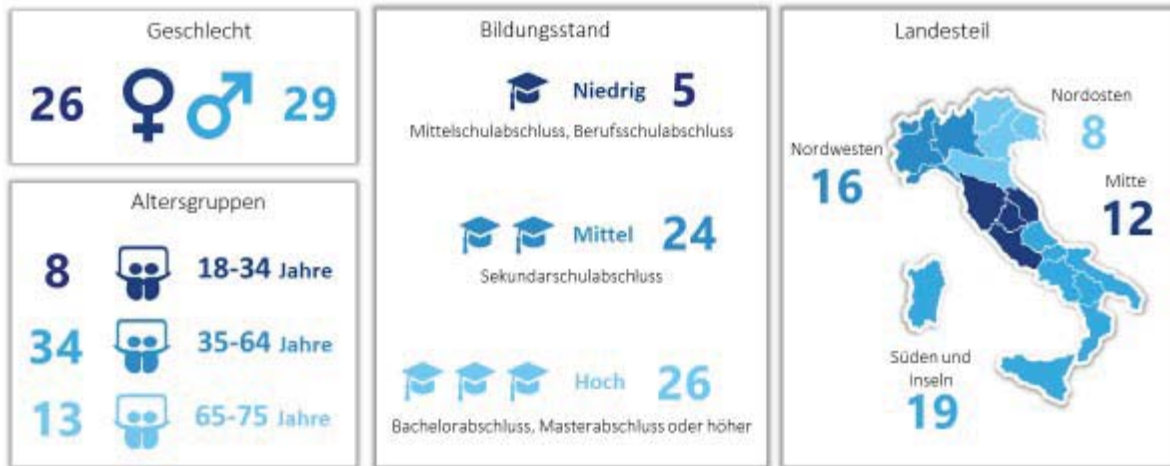 Geschlecht
26
29
Altersgruppen
8
18-34 Jahre
34
35-64 Jahre
13
65-75 Jahre
Bildungsstand
Niedrig 5
Mittelschulabschluss, Berufsschulabschluss
Mittel 24
Sekundarschulabschluss
Hoch 26
Bachelorabschluss, Masterabschluss oder höher
Landesteil
Nordosten
8
Nordwesten
16
Mitte
12
Süden und
Inseln
19